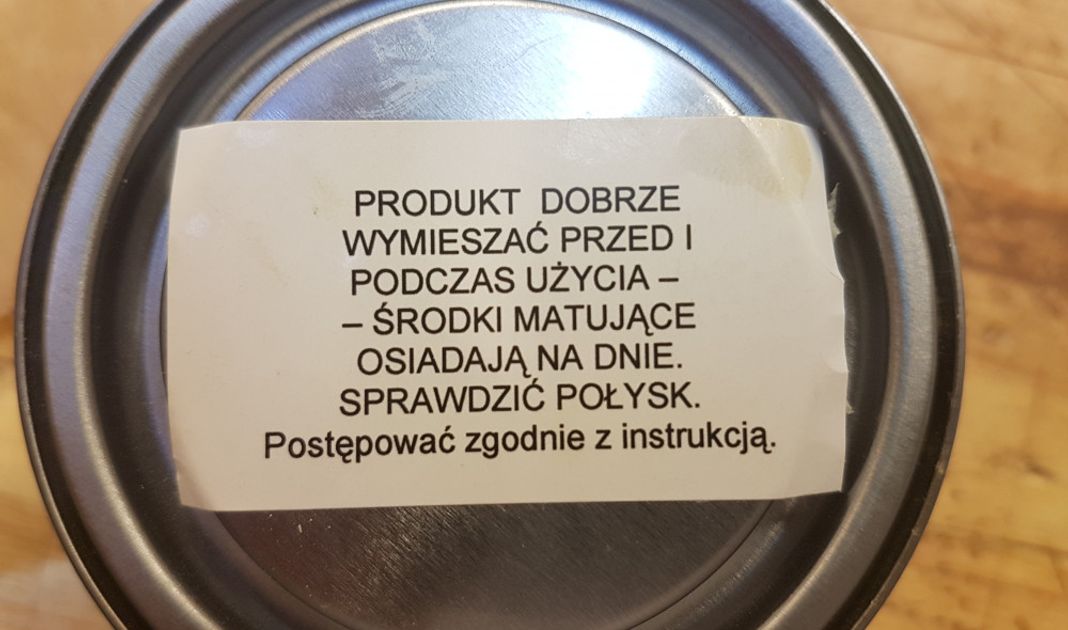 PRODUKT DOBRZE
WYMIESZAĆ PRZED I
PODCZAS UŻYCIA –
– ŚRODKI MATUJĄCE
OSIADAJĄ NA DNIE.
SPRAWDZIĆ POŁYSK.
Postępować zgodnie z instrukcją.